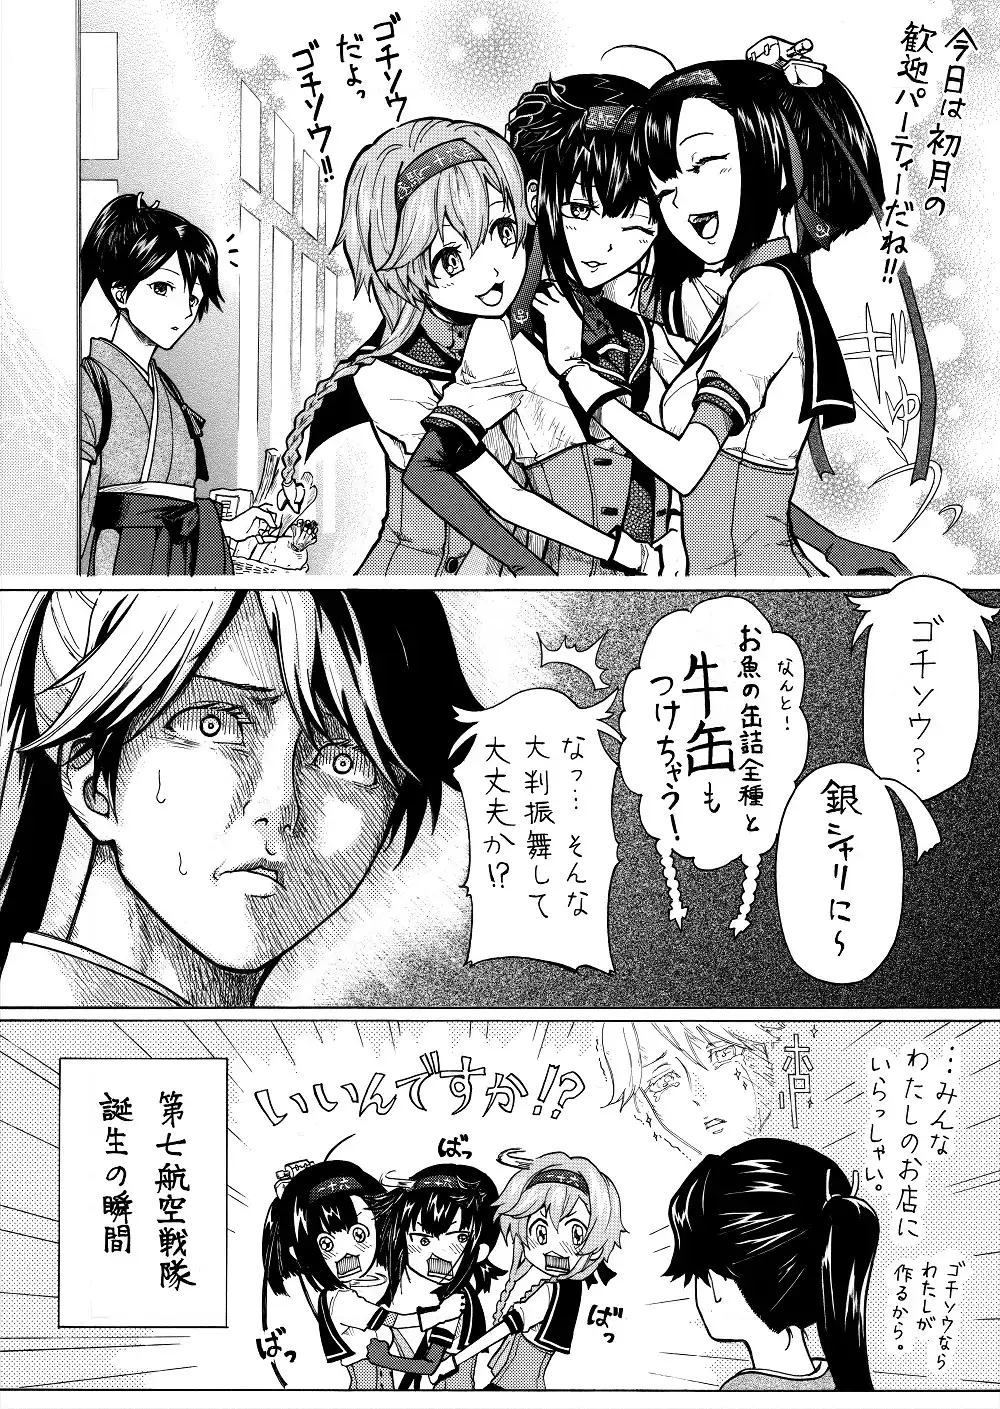 今日は初月の
歓迎パーティーだね!!
ゴチソウ
だよっ
ゴチソウ!!
ぎゅっ
ゴチソウ?
銀シャリに〜
なんと!
お魚の缶詰全種と
牛缶も
つけちゃう!
なっ…そんな
大判振舞して
大丈夫か!?
…みんな
わたしのお店に
いらっしゃい。
ゴチソウなら
わたしが
作るから。
ホロリ
いいんですか!?
ばっ
ばっ
ばっ
第七航空戦隊
誕生の瞬間